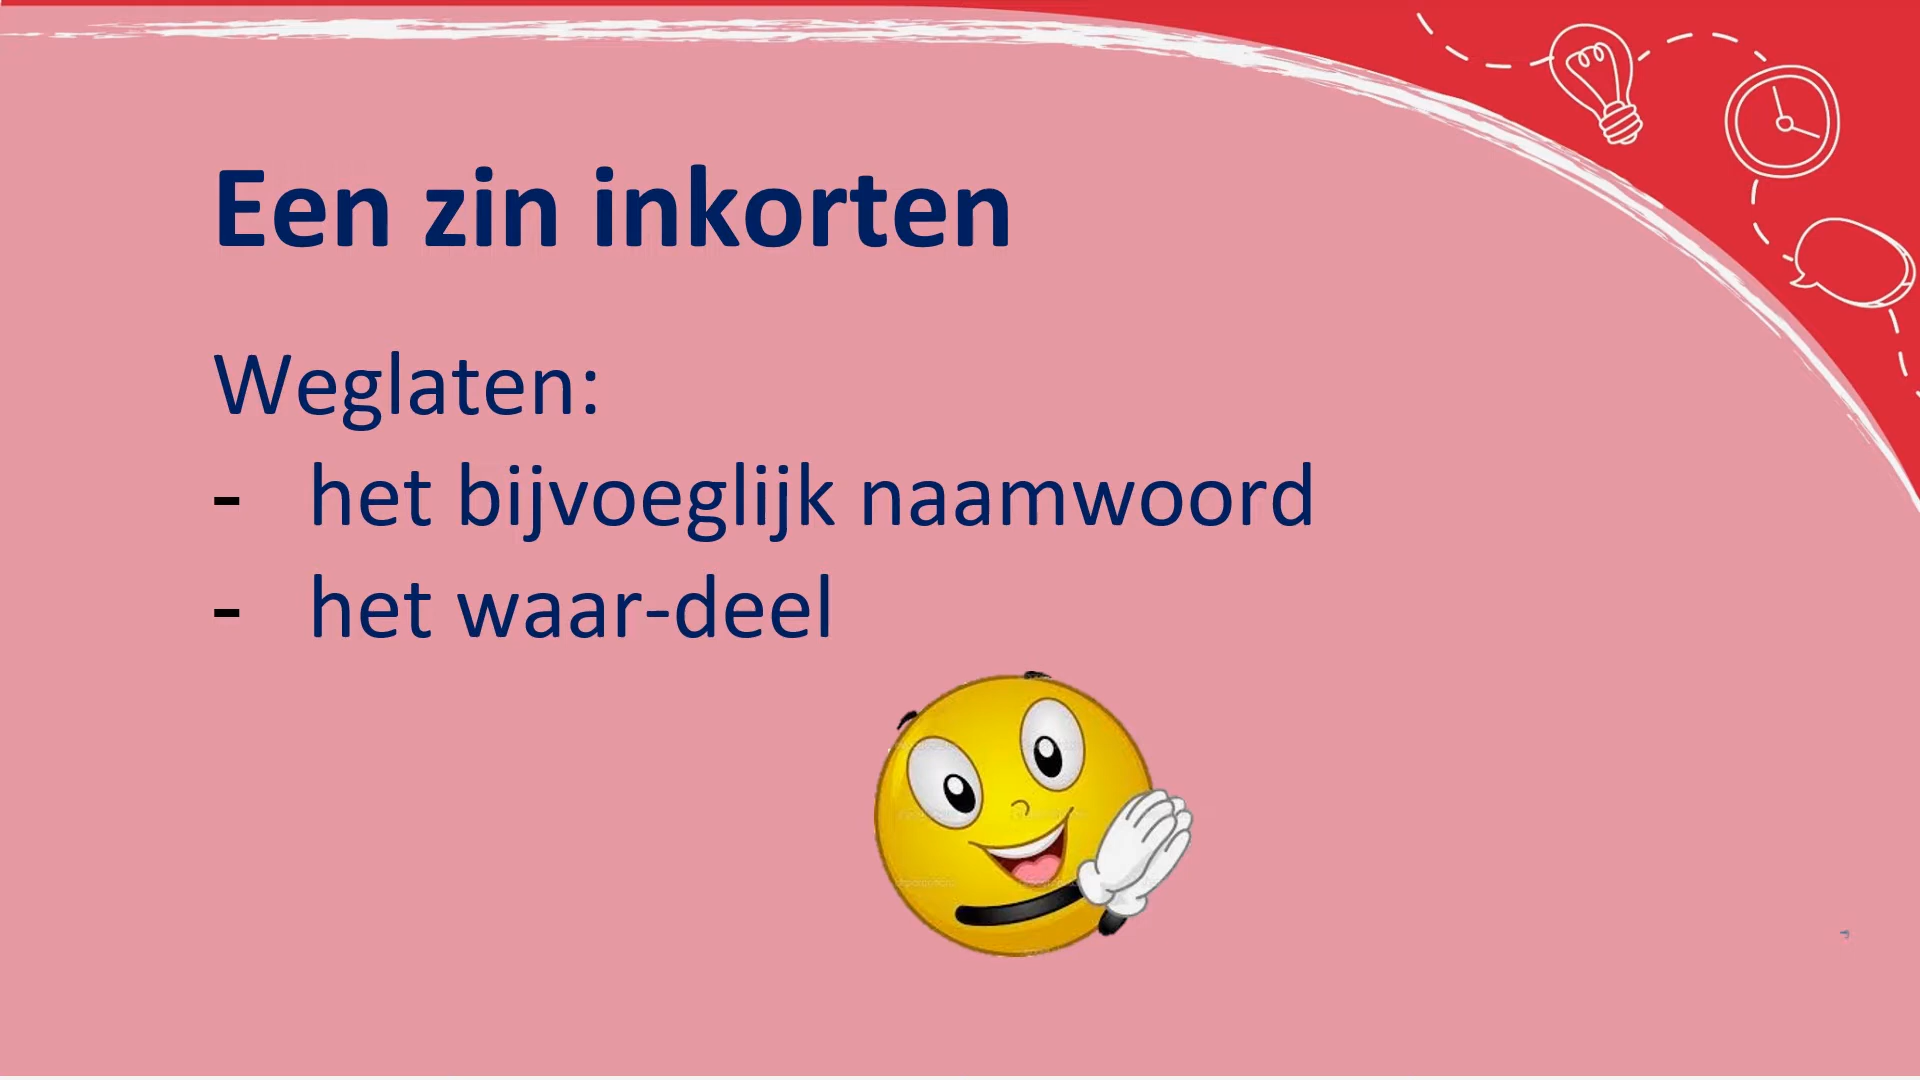 Een zin inkorten
Weglaten:
- het bijvoeglijk naamwoord
- het waar-deel